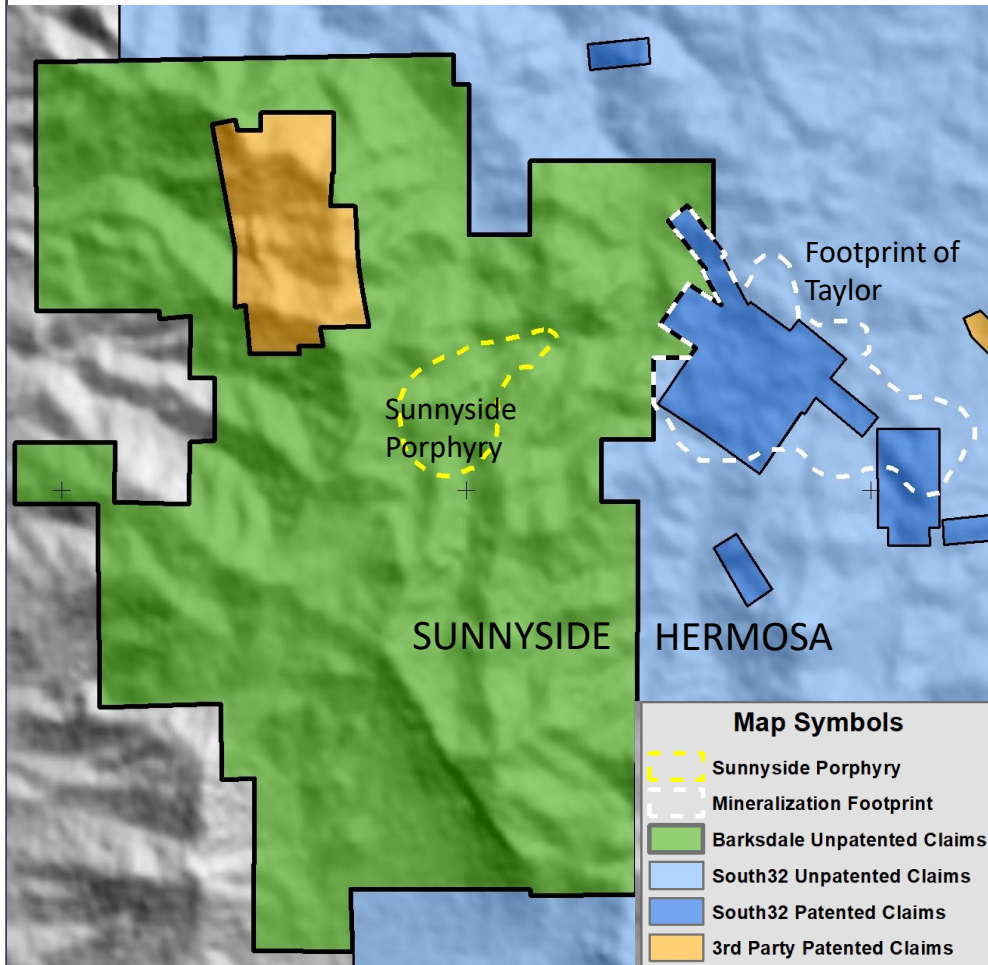 Footprint of
Taylor
Sunnyside
Porphyry
SUNNYSIDE
HERMOSA
Map Symbols
Sunnyside Porphyry
Mineralization Footprint
Barksdale Unpatented Claims
South32 Unpatented Claims
South32 Patented Claims
3rd Party Patented Claims